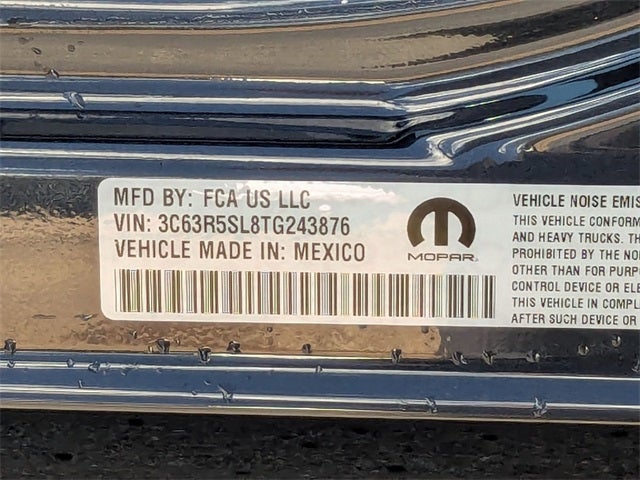 MFD BY: FCA US LLC
VIN: 3C63R5SL8TG243876
VEHICLE MADE IN: MEXICO
MOPAR
VEHICLE NOISE EMIS
THIS VEHICLE CONFORM
AND HEAVY TRUCKS. TH
PROHIBITED BY THE NOI
OTHER THAN FOR PURP
CONTROL DEVICE OR ELE
THIS VEHICLE IN COMPL
AFTER SUCH DEVICE OR